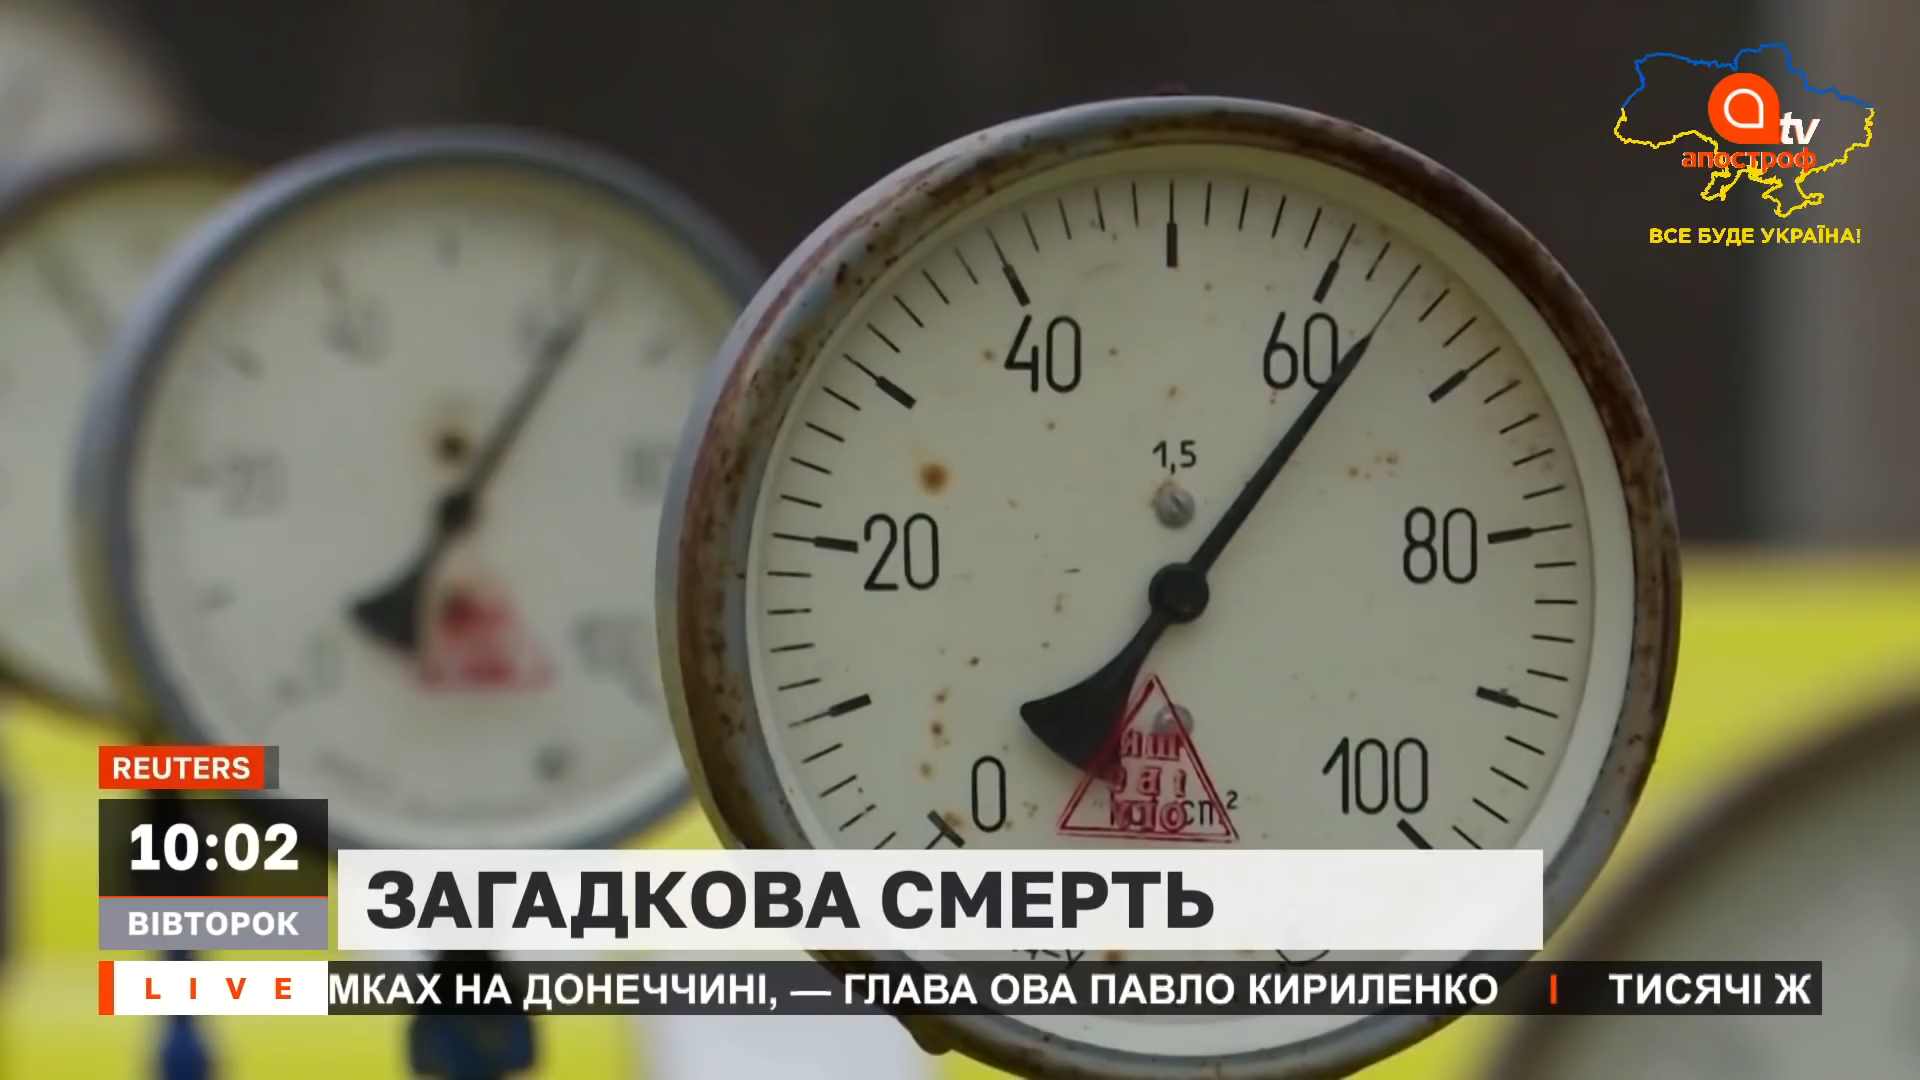 tv
апостроф
ВСЕ БУДЕ УКРАЇНА!
40
60
1,5
20
80
0
100
REUTERS
10:02
ВІВТОРОК
ЗАГАДКОВА СМЕРТЬ
LIVE
МКАХ НА ДОНЕЧЧИНІ, — ГЛАВА ОВА ПАВЛО КИРИЛЕНКО | ТИСЯЧІ Ж